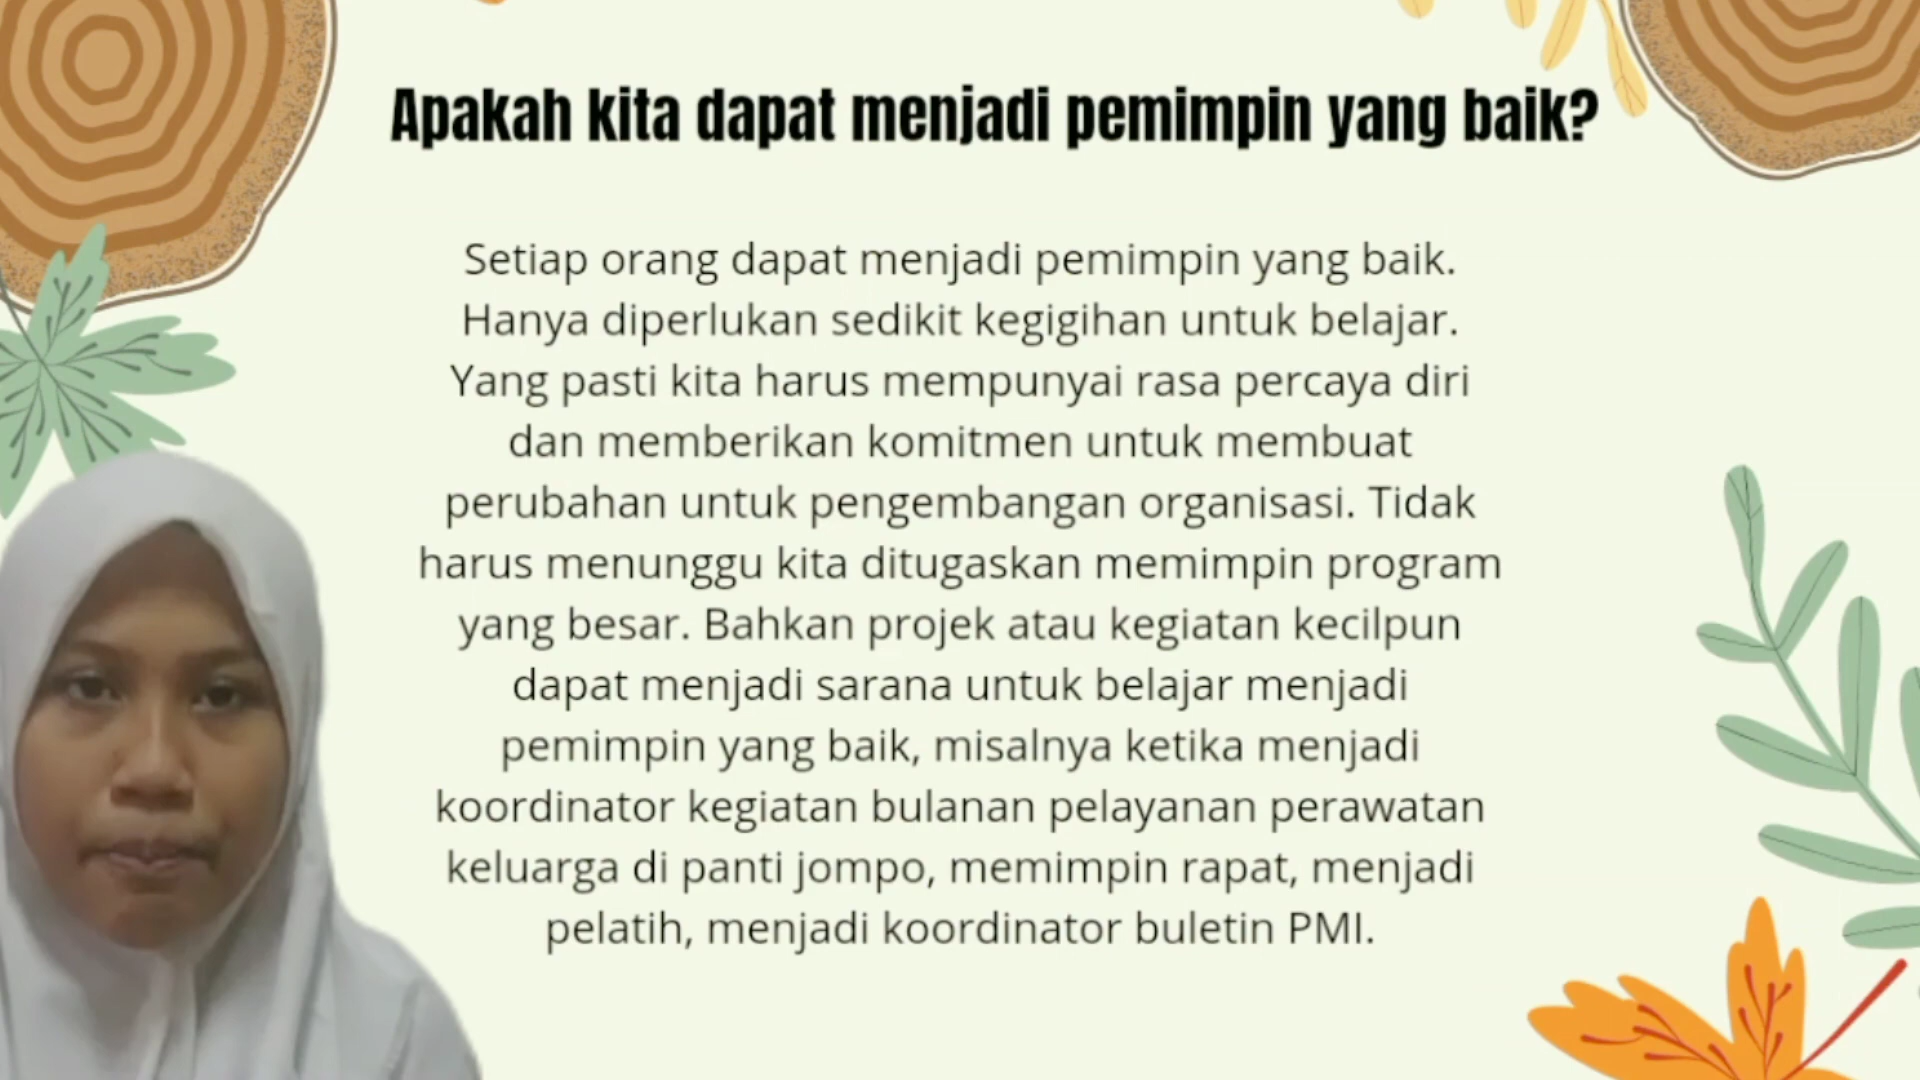 Apakah kita dapat menjadi pemimpin yang baik?
Setiap orang dapat menjadi pemimpin yang baik.
Hanya diperlukan sedikit kegigihan untuk belajar.
Yang pasti kita harus mempunyai rasa percaya diri
dan memberikan komitmen untuk membuat
perubahan untuk pengembangan organisasi. Tidak
harus menunggu kita ditugaskan memimpin program
yang besar. Bahkan projek atau kegiatan kecilpun
dapat menjadi sarana untuk belajar menjadi
pemimpin yang baik, misalnya ketika menjadi
koordinator kegiatan bulanan pelayanan perawatan
keluarga di panti jompo, memimpin rapat, menjadi
pelatih, menjadi koordinator buletin PMI.